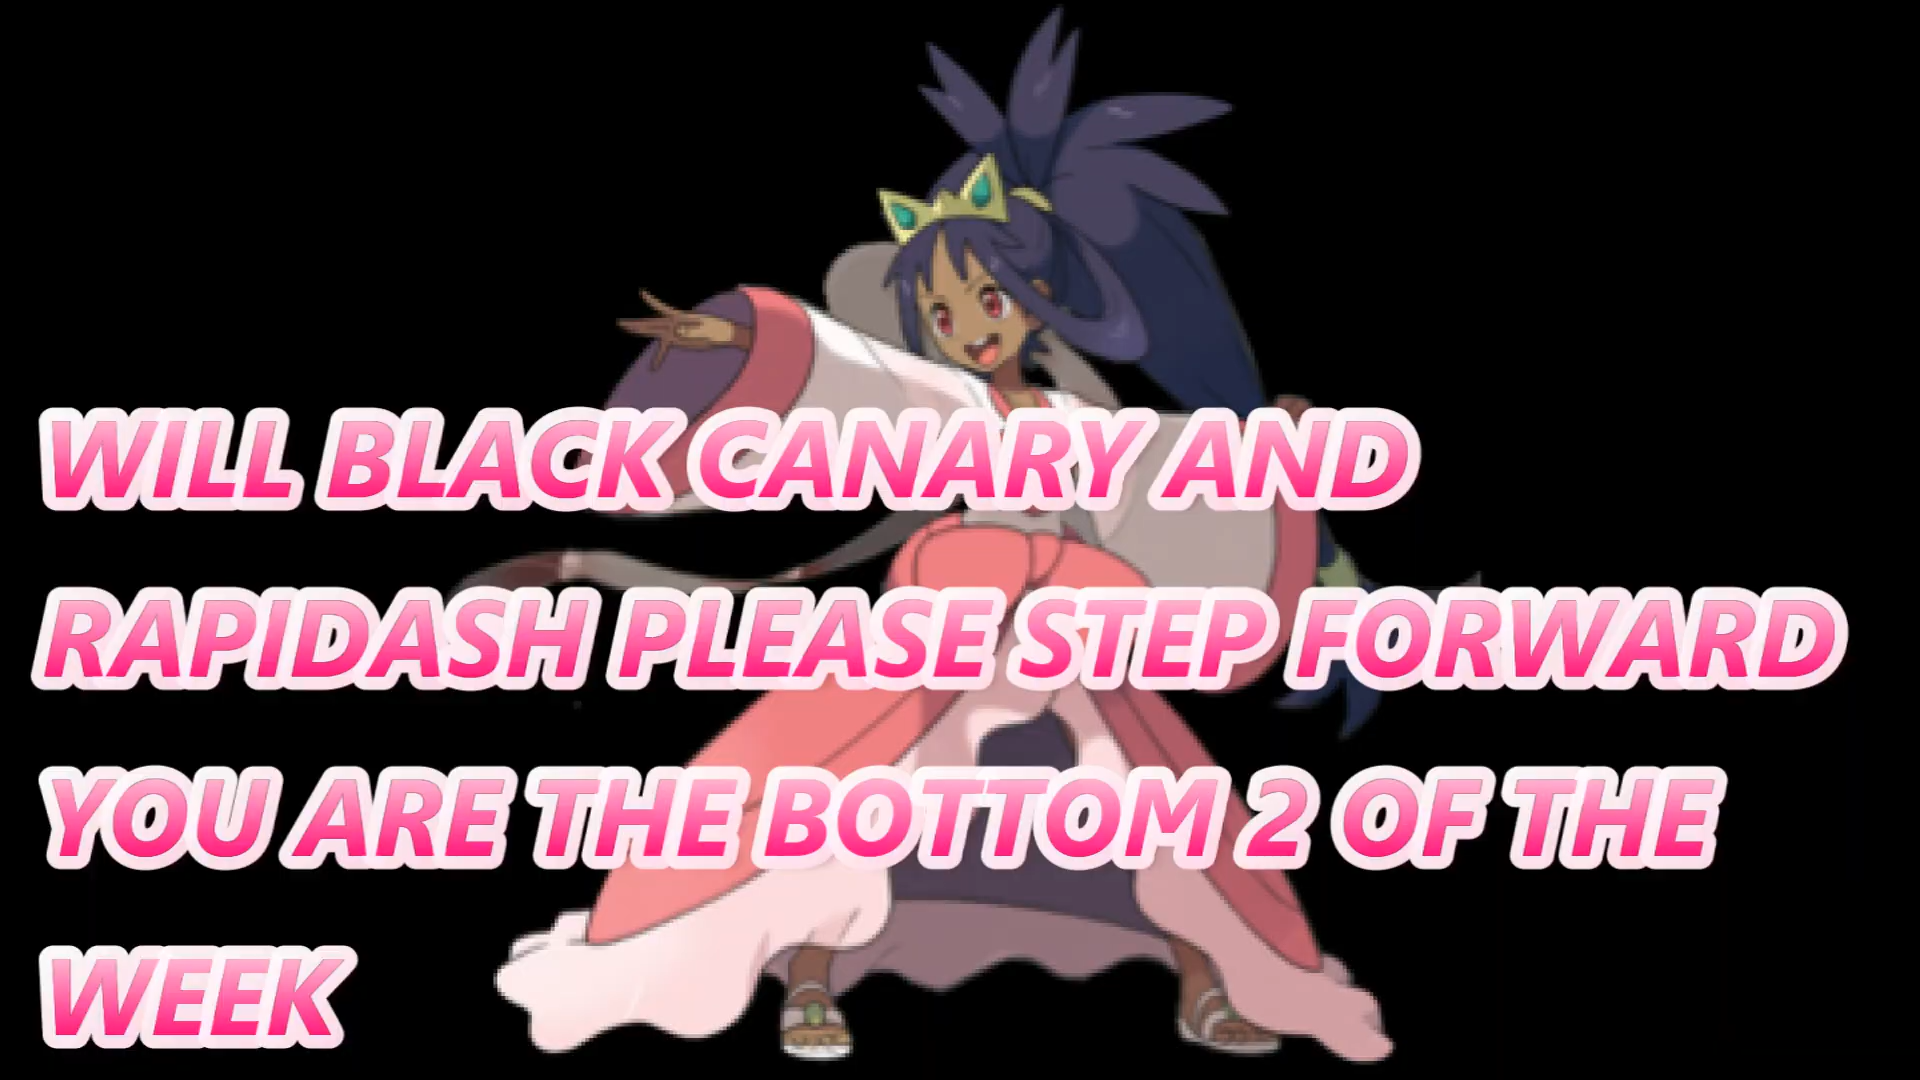 WILL BLACK CANARY AND
RAPIDASH PLEASE STEP FORWARD
YOU ARE THE BOTTOM 2 OF THE
WEEK